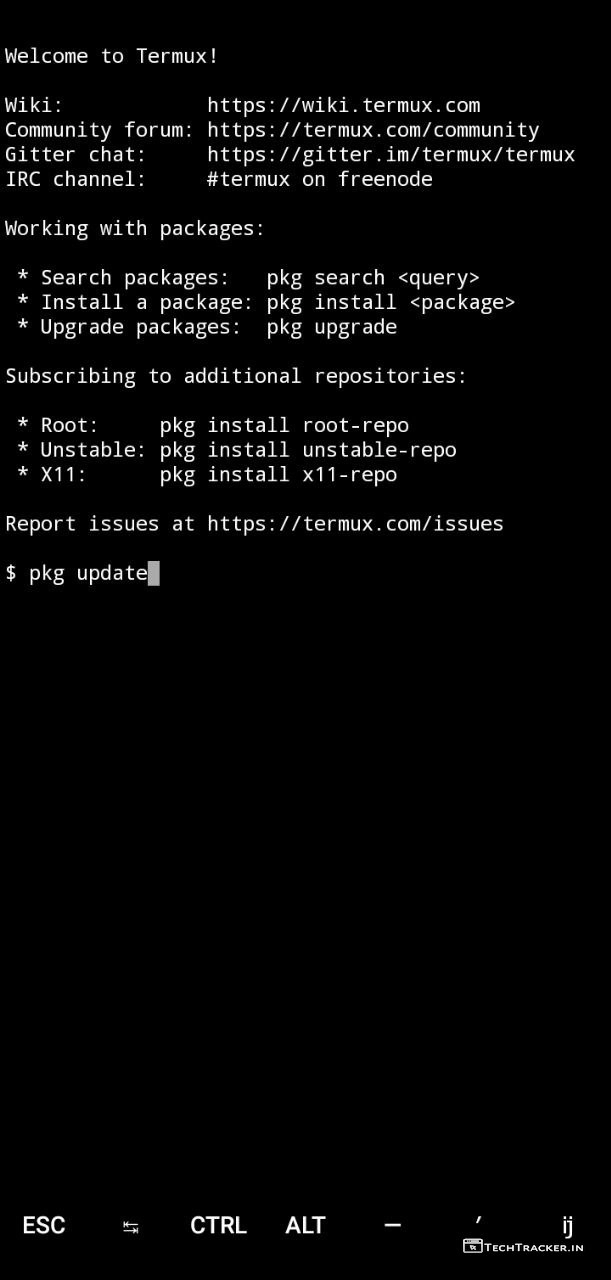 Welcome to Termux!
Wiki: https://wiki.termux.com
Community forum: https://termux.com/community
Gitter chat: https://gitter.im/termux/termux
IRC channel: #termux on freenode
Working with packages:
* Search packages: pkg search <query>
* Install a package: pkg install <package>
* Upgrade packages: pkg upgrade
Subscribing to additional repositories:
* Root: pkg install root-repo
* Unstable: pkg install unstable-repo
* X11: pkg install x11-repo
Report issues at https://termux.com/issues
$ pkg update
ESC ↹ CTRL ALT — ′ ij
TechTracker.in